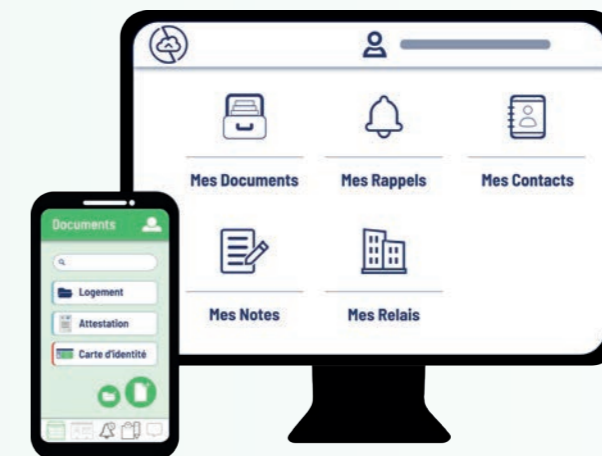 Mes Documents
Mes Rappels
Mes Contacts
Mes Notes
Mes Relais
Documents
Logement
Attestation
Carte d'identité